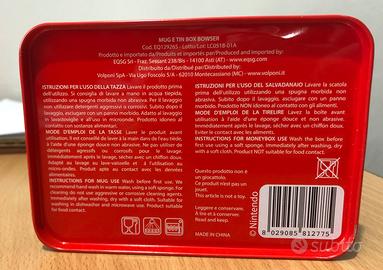 MUG E TIN BOX BOWSER
Cod. EQ129265 - Lotto/Lot: LC0518-01A
Prodotto e importato da/Produits et importés par/Produced and imported by:
EQSG Srl - Fraz. Sessant 238/Bis - 14100 Asti (AT) - www.eqsg.com
Distribuito da/Distribué par/Distributed by
Volponi SpA - Via Ugo Foscolo S/A - 62010 Montecassiano (MC) - www.volponi.it
ISTRUZIONI PER L'USO DELLA TAZZA Lavare il prodotto prima
dell'utilizzo. Si consiglia di lavare a mano in acqua tiepida,
utilizzando una spugna morbida non abrasiva. Per il lavaggio
non utilizzare detergenti aggressivi. Subito dopo il lavaggio,
asciugare con un panno morbido. Il prodotto può essere lavato
in lavastoviglie e all'uso in microonde. Prodotto idoneo al
contatto con sostanze alimentari.
MODE D'EMPLOI DE LA TASSE Laver le produit avant
utilisation. Il est conseillé de laver à la main dans de l'eau tiède,
à l'aide d'une éponge douce non abrasive. Ne pas utiliser de
detergents agressifs ou corrosifs pour le lavage.
Immédiatement après le lavage, sécher avec un chiffon doux.
Adapté au lavage au lave-vaisselle et à l'utilisation au
micro-ondes. Produit apte au contact avec des denrées
alimentaires.
INSTRUCTIONS FOR MUG USE Wash before first use. We
recommend hand wash in warm water, using a soft sponge. For
cleaning do not use aggressive or corrosive cleaning agents.
Immediately after washing, dry with a soft cloth. Suitable for
washing in dishwasher and microwave use. Product suitable
for food contact.
ISTRUZIONI PER L'USO DEL SALVADANAIO Lavare la scatola
prima dell'utilizzo, utilizzando una spugna morbida non
abrasiva. Subito dopo il lavaggio, asciugare con un panno
morbido. Prodotto NON idoneo al contatto con gli alimenti.
MODE D'EMPLOI DE LA TIRELIRE Laver la boîte avant
utilisation, à l'aide d'une éponge douce non abrasive.
Immédiatement après le lavage, sécher avec un chiffon doux.
Éviter le contact avec les aliments.
INSTRUCTIONS FOR MONEYBOX USE Wash the box before
first use, using a soft sponge. Immediately after washing, dry
with a soft cloth. Product NOT suitable for food contact.
Questo prodotto non è
un giocattolo.
Ce produit n'est pas un
jouet.
This article is not a toy.
Leggere e conservare.
À lire et à conserver.
Read and keep.
MADE IN CHINA
©Nintendo
8 029085 812775
subito